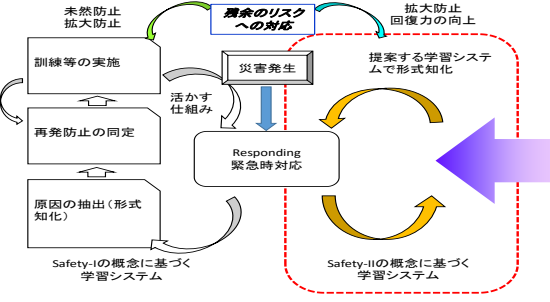 未然防止
拡大防止
残余のリスク
への対応
拡大防止
回復力の向上
訓練等の実施
災害発生
提案する学習システ
ムで形式知化
活かす
仕組み
再発防止の同定
Responding
緊急時対応
原因の抽出（形式
知化）
Safety-Iの概念に基づく
学習システム
Safety-IIの概念に基づく
学習システム